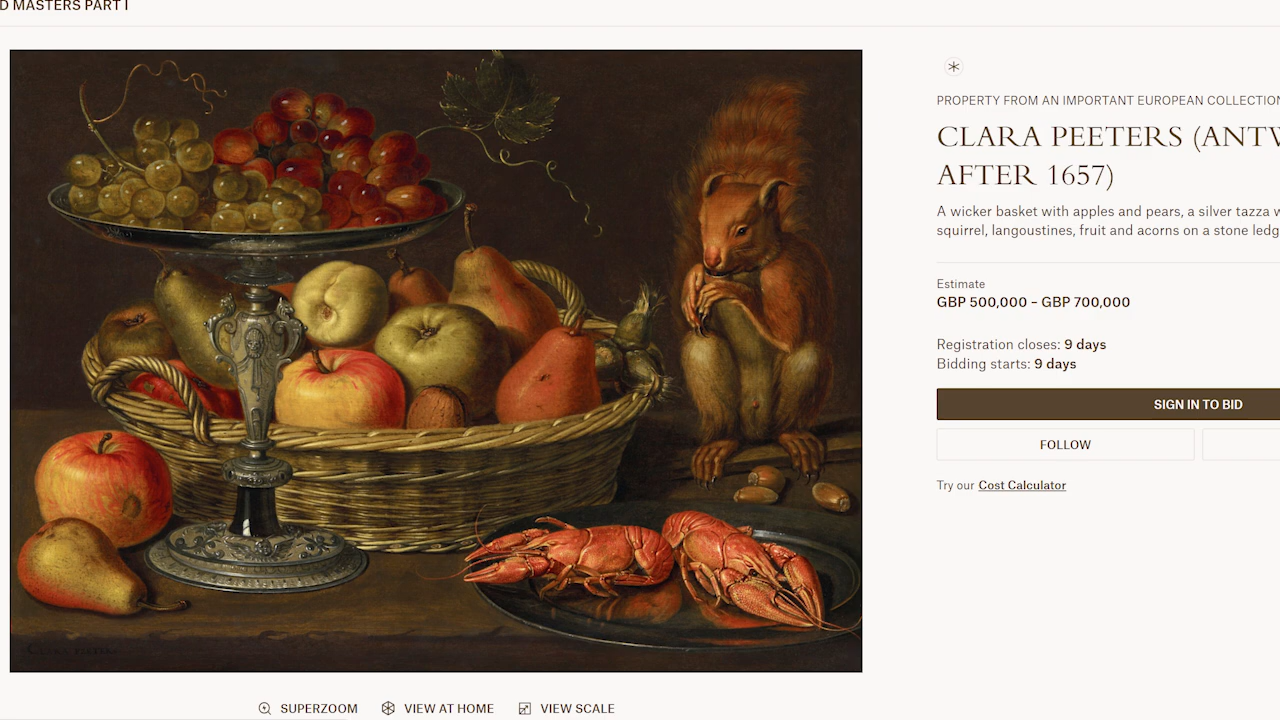 D MASTERS PART I
PROPERTY FROM AN IMPORTANT EUROPEAN COLLECTION
CLARA PEETERS (ANTW
AFTER 1657)
A wicker basket with apples and pears, a silver tazza w
squirrel, langoustines, fruit and acorns on a stone ledg
Estimate
GBP 500,000 – GBP 700,000
Registration closes: 9 days
Bidding starts: 9 days
SIGN IN TO BID
FOLLOW
Try our Cost Calculator
SUPERZOOM
VIEW AT HOME
VIEW SCALE